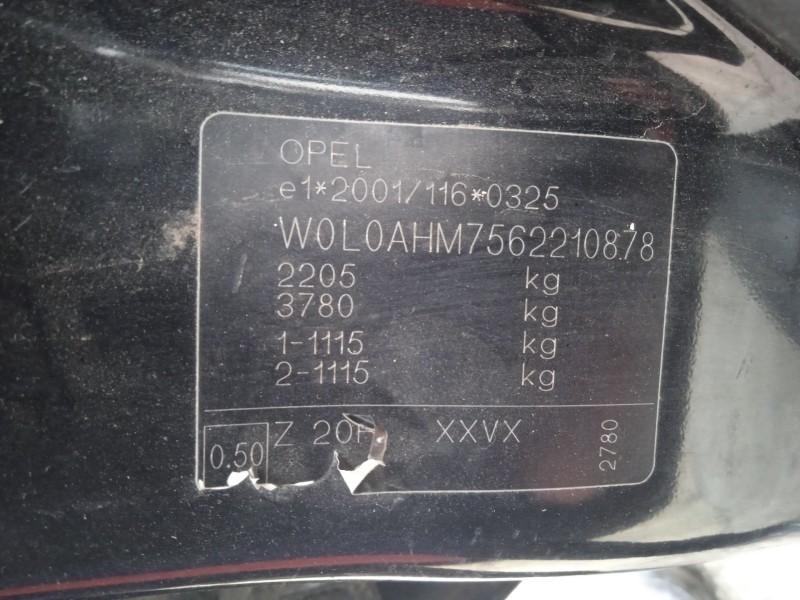 OPEL
e1*2001/116*0325
W0L0AHM7562210878
2205 kg
3780 kg
1-1115 kg
2-1115 kg
0.50
Z 20
XXVX
2780